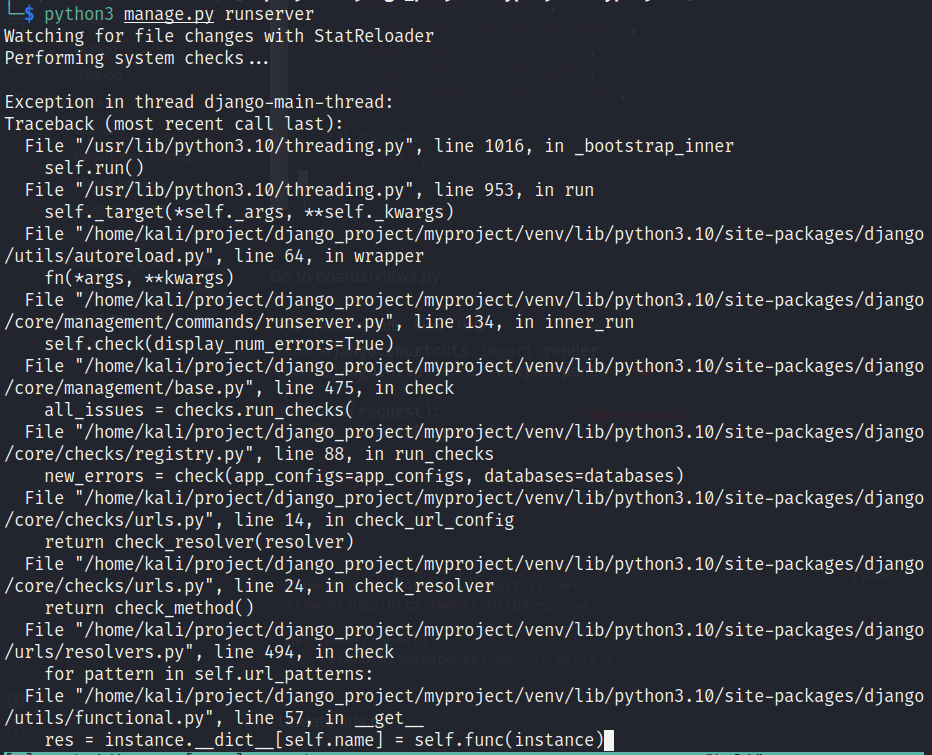 └─$ python3 manage.py runserver
Watching for file changes with StatReloader
Performing system checks...
Exception in thread django-main-thread:
Traceback (most recent call last):
  File "/usr/lib/python3.10/threading.py", line 1016, in _bootstrap_inner
    self.run()
  File "/usr/lib/python3.10/threading.py", line 953, in run
    self._target(*self._args, **self._kwargs)
  File "/home/kali/project/django_project/myproject/venv/lib/python3.10/site-packages/django
/utils/autoreload.py", line 64, in wrapper
    fn(*args, **kwargs)
Go to boards/views.py
  File "/home/kali/project/django_project/myproject/venv/lib/python3.10/site-packages/django
/core/management/commands/runserver.py", line 134, in inner_run
    self.check(display_num_errors=True)
  File "/home/kali/project/django_project/myproject/venv/lib/python3.10/site-packages/django
/core/management/base.py", line 475, in check
    all_issues = checks.run_checks(
  File "/home/kali/project/django_project/myproject/venv/lib/python3.10/site-packages/django
/core/checks/registry.py", line 88, in run_checks
    new_errors = check(app_configs=app_configs, databases=databases)
  File "/home/kali/project/django_project/myproject/venv/lib/python3.10/site-packages/django
/core/checks/urls.py", line 14, in check_url_config
    return check_resolver(resolver)
  File "/home/kali/project/django_project/myproject/venv/lib/python3.10/site-packages/django
/core/checks/urls.py", line 24, in check_resolver
    return check_method()
  File "/home/kali/project/django_project/myproject/venv/lib/python3.10/site-packages/django
/urls/resolvers.py", line 494, in check
    for pattern in self.url_patterns:
  File "/home/kali/project/django_project/myproject/venv/lib/python3.10/site-packages/django
/utils/functional.py", line 57, in __get__
    res = instance.__dict__[self.name] = self.func(instance)